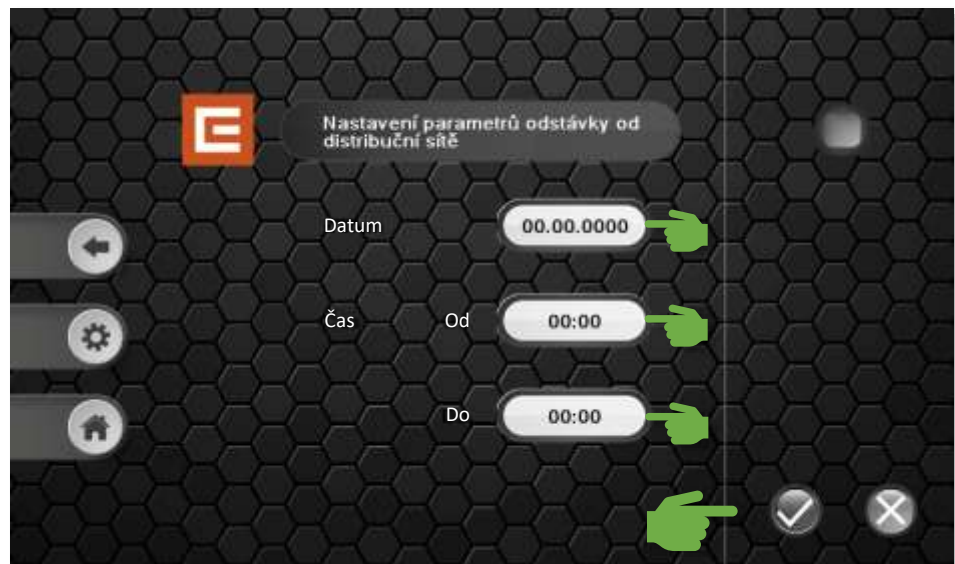 Nastavení parametrů odstávky od
distribuční sítě
Datum
00.00.0000
Čas
Od
00:00
Do
00:00